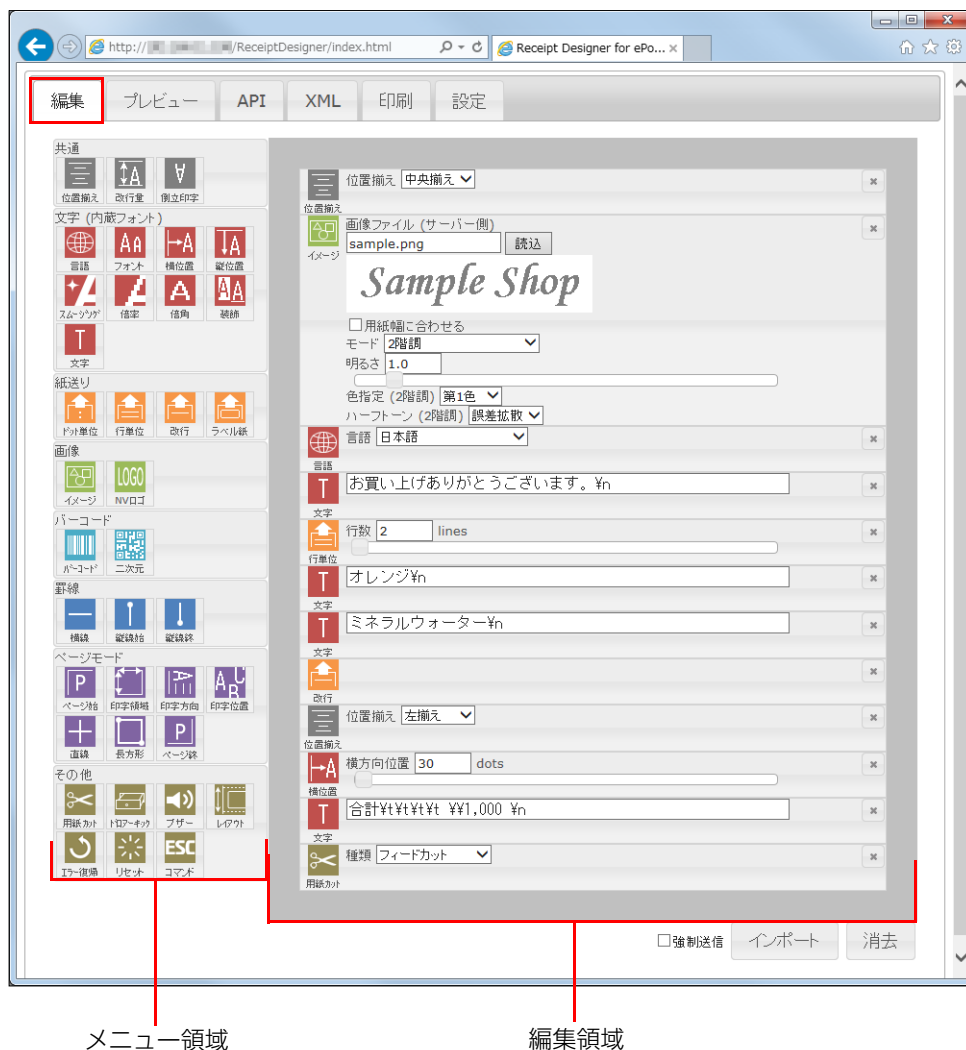 http:// /ReceiptDesigner/index.html
Receipt Designer for ePo...
編集 プレビュー API XML 印刷 設定
共通
位置揃え 改行量 倒立印字
文字 (内蔵フォント)
言語 フォント 横位置 縦位置
スムージング 倍率 倍角 装飾
文字
紙送り
ドット単位 行単位 改行 ラベル紙
画像
イメージ NVロゴ
バーコード
バーコード 二次元
罫線
横線 縦線始 縦線終
ページモード
ページ始 印字領域 印字方向 印字位置
直線 長方形 ページ終
その他
用紙カット ドロアーキック ブザー レイアウト
エラー復帰 リセット コマンド
位置揃え 中央揃え
位置揃え
画像ファイル (サーバー側)
sample.png 読込
イメージ
Sample Shop
用紙幅に合わせる
モード 2階調
明るさ 1.0
色指定 (2階調) 第1色
ハーフトーン (2階調) 誤差拡散
言語 日本語
言語
お買い上げありがとうございます。¥n
文字
行数 2 lines
行単位
オレンジ¥n
文字
ミネラルウォーター¥n
文字
改行
位置揃え 左揃え
位置揃え
横方向位置 30 dots
横位置
合計¥t¥t¥t¥t ¥¥1,000 ¥n
文字
種類 フィードカット
用紙カット
強制送信 インポート 消去
メニュー領域 編集領域